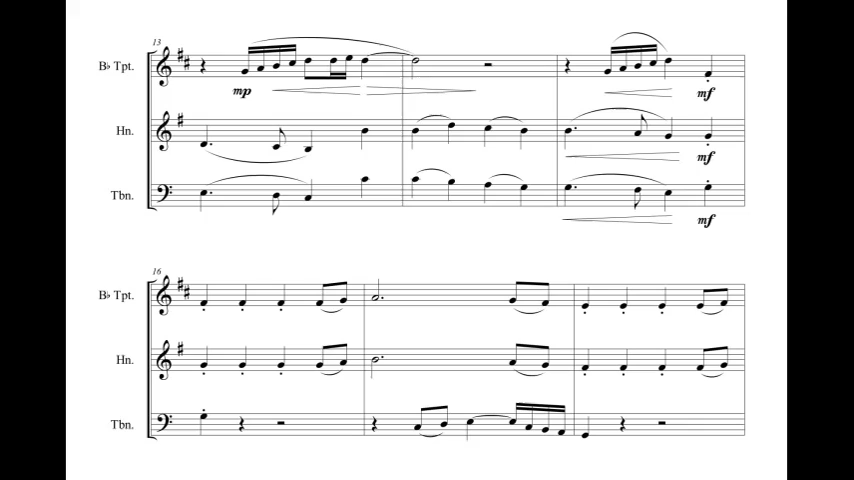 13
B♭ Tpt.
mp
mf
Hn.
mf
Tbn.
mf
16
B♭ Tpt.
Hn.
Tbn.